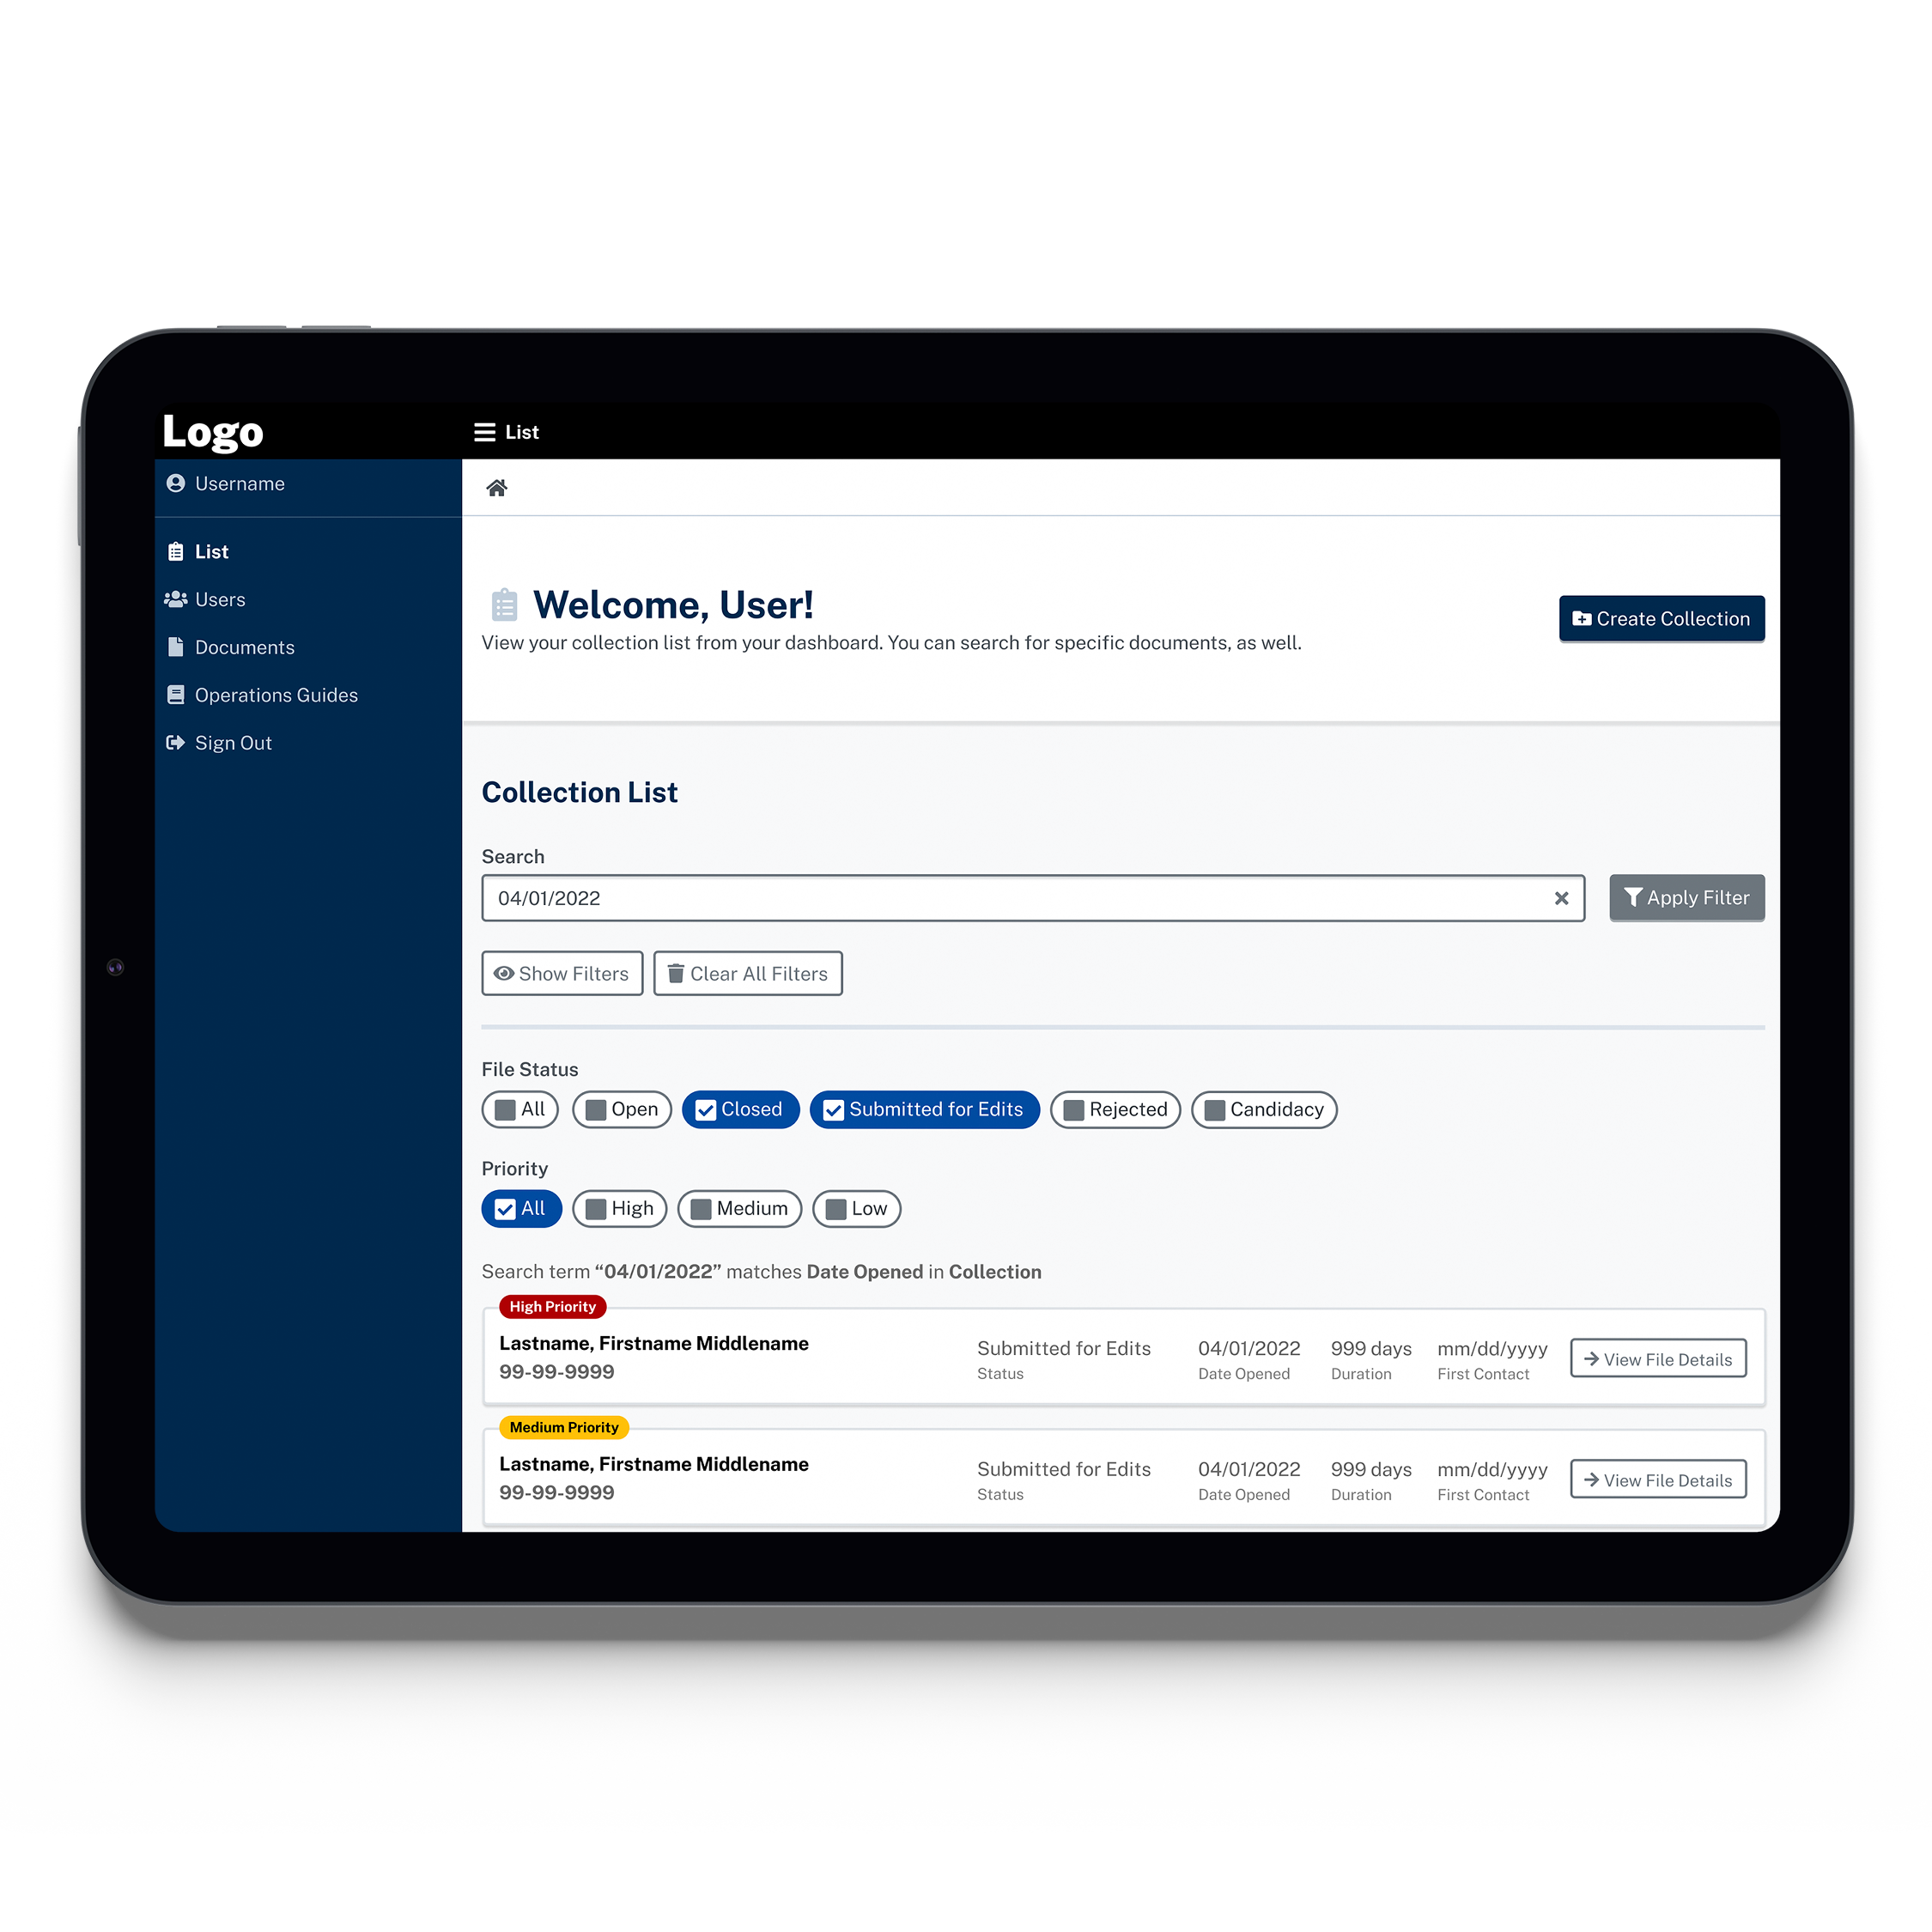 Logo
List
Username
List
Users
Documents
Operations Guides
Sign Out
Welcome, User!
View your collection list from your dashboard. You can search for specific documents, as well.
Create Collection
Collection List
Search
04/01/2022
Apply Filter
Show Filters
Clear All Filters
File Status
All
Open
Closed
Submitted for Edits
Rejected
Candidacy
Priority
All
High
Medium
Low
Search term “04/01/2022” matches Date Opened in Collection
High Priority
Lastname, Firstname Middlename
99-99-9999
Submitted for Edits
Status
04/01/2022
Date Opened
999 days
Duration
mm/dd/yyyy
First Contact
View File Details
Medium Priority
Lastname, Firstname Middlename
99-99-9999
Submitted for Edits
Status
04/01/2022
Date Opened
999 days
Duration
mm/dd/yyyy
First Contact
View File Details